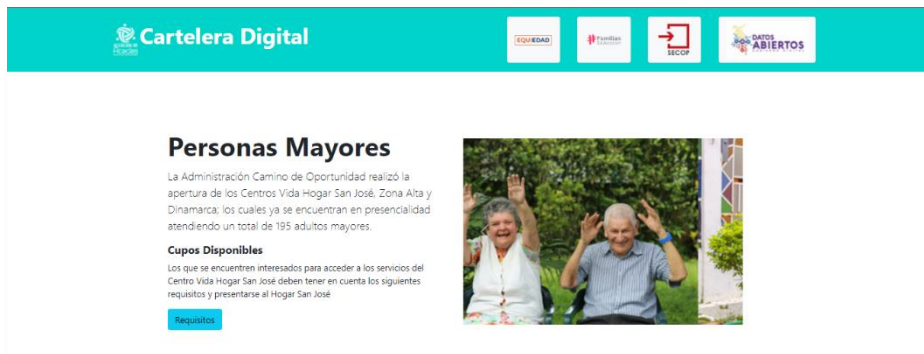 Cartelera Digital
EQUIEDAD
Familias
SECOP
DATOS
ABIERTOS
Personas Mayores
La Administración Camino de Oportunidad realizó la
apertura de los Centros Vida Hogar San José, Zona Alta y
Dinamarca; los cuales ya se encuentran en presencialidad
atendiendo un total de 195 adultos mayores.
Cupos Disponibles
Los que se encuentren interesados para acceder a los servicios del
Centro Vida Hogar San José deben tener en cuenta los siguientes
requisitos y presentarse al Hogar San José
Requisitos